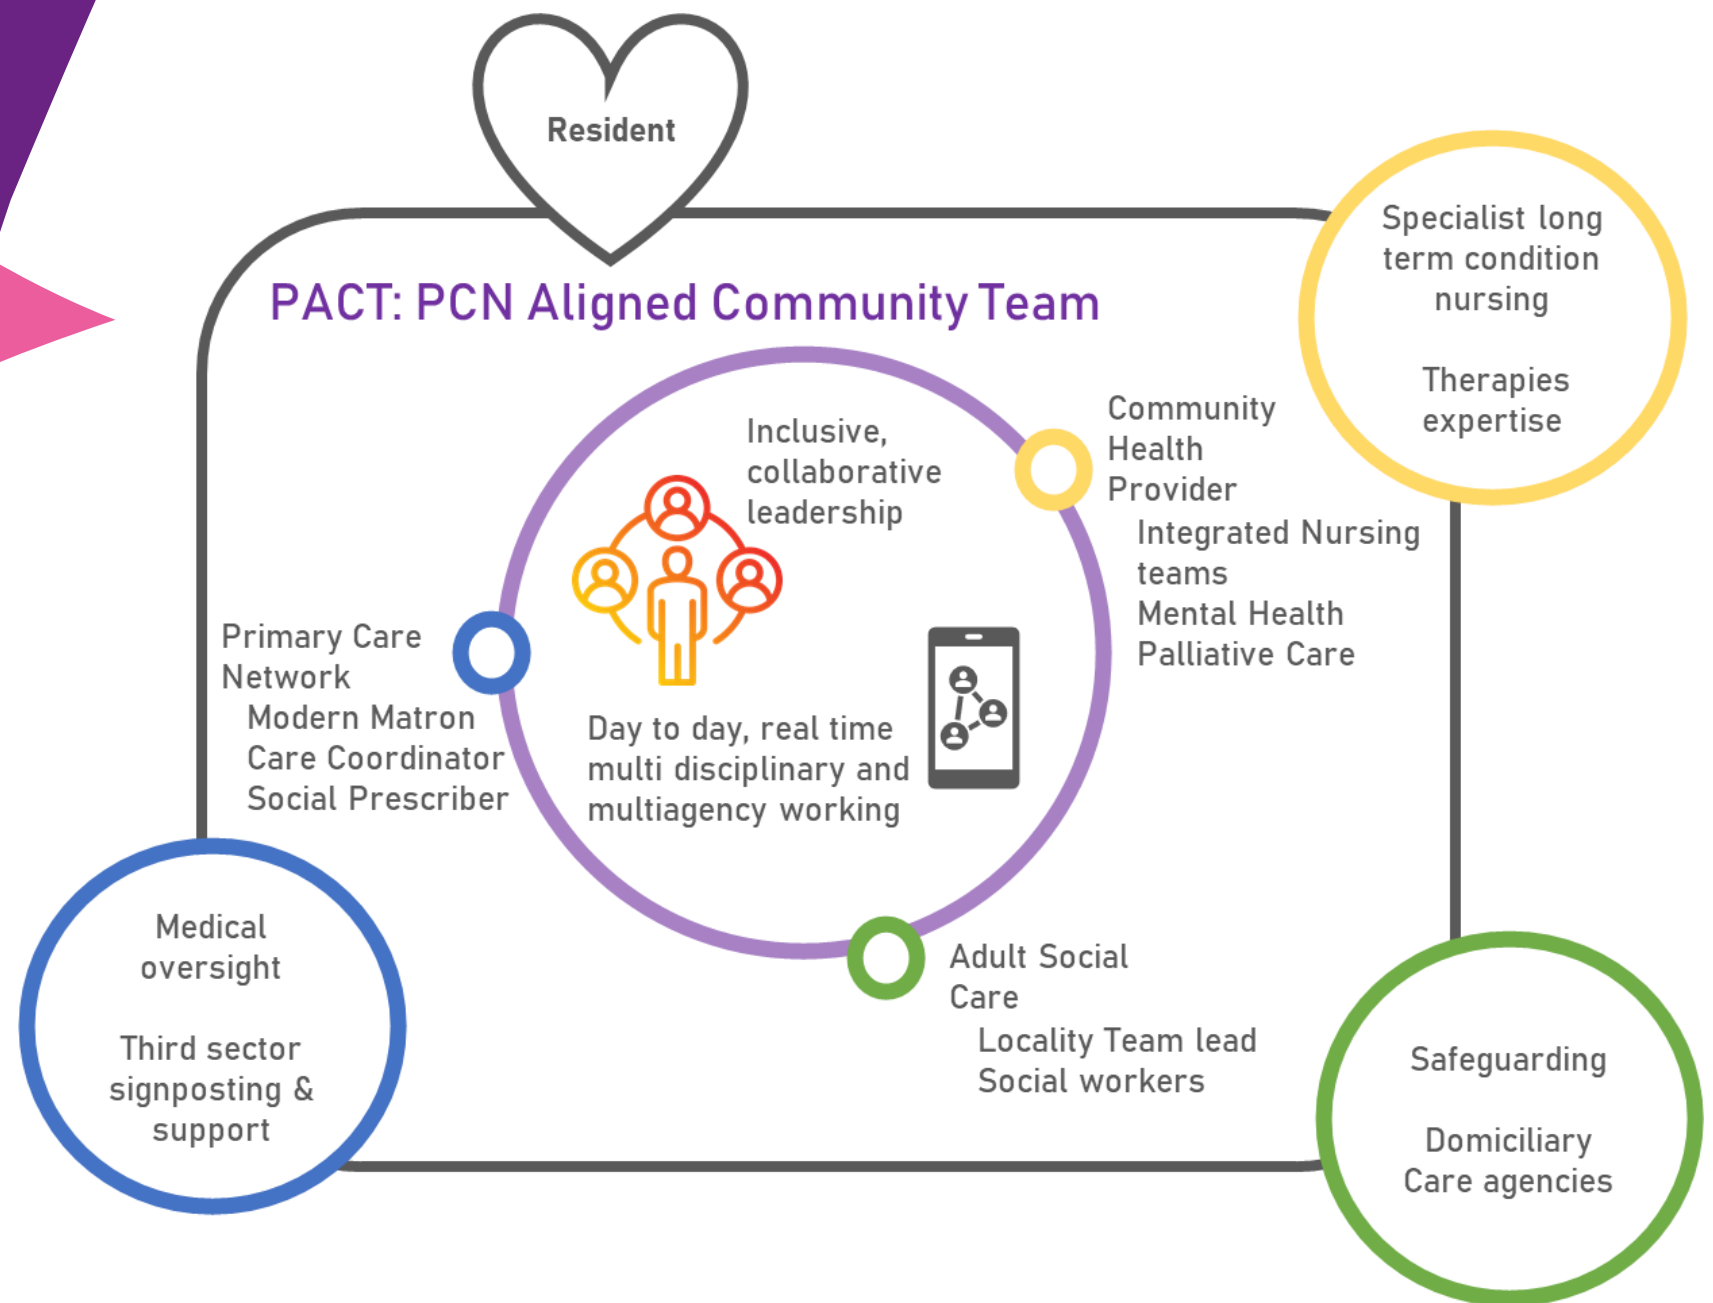 Resident
PACT: PCN Aligned Community Team
Specialist long
term condition
nursing
Therapies
expertise
Inclusive,
collaborative
leadership
Community
Health
Provider
Integrated Nursing
teams
Mental Health
Palliative Care
Primary Care
Network
Modern Matron
Care Coordinator
Social Prescriber
Day to day, real time
multi disciplinary and
multiagency working
Medical
oversight
Third sector
signposting &
support
Adult Social
Care
Locality Team lead
Social workers
Safeguarding
Domiciliary
Care agencies